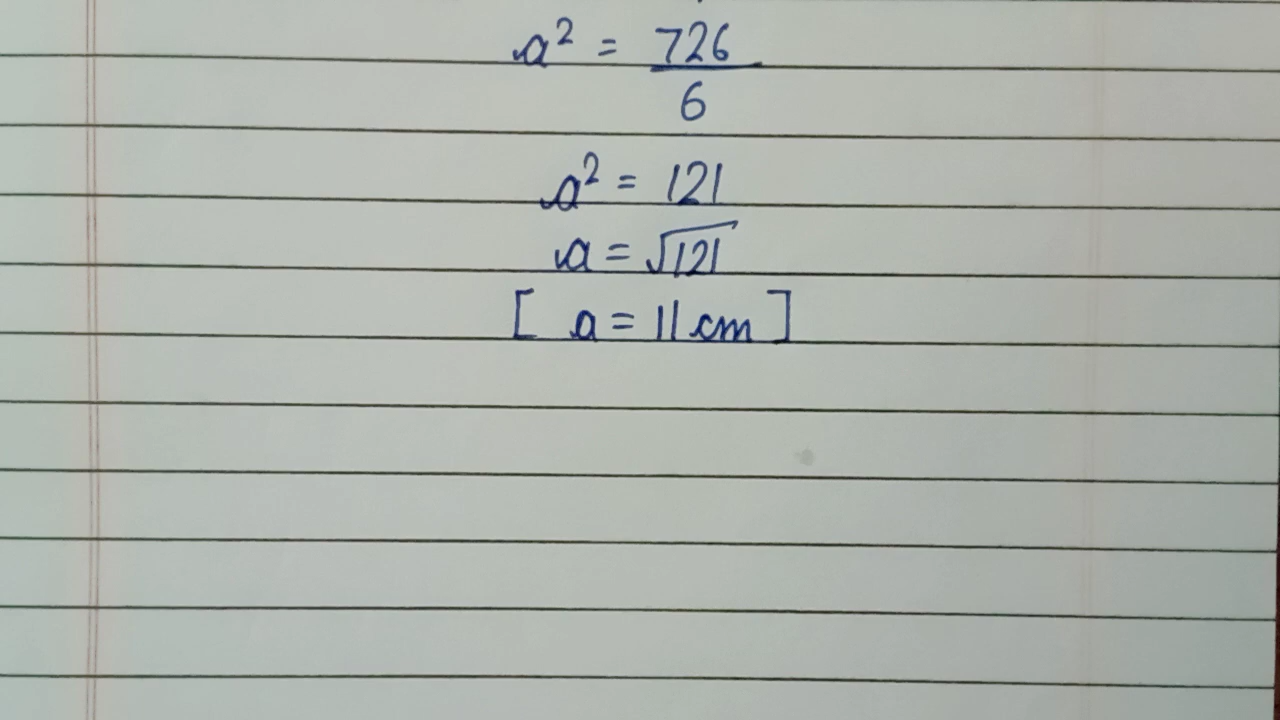 a² = 726/6
a² = 121
a = √121
[ a = 11 cm ]